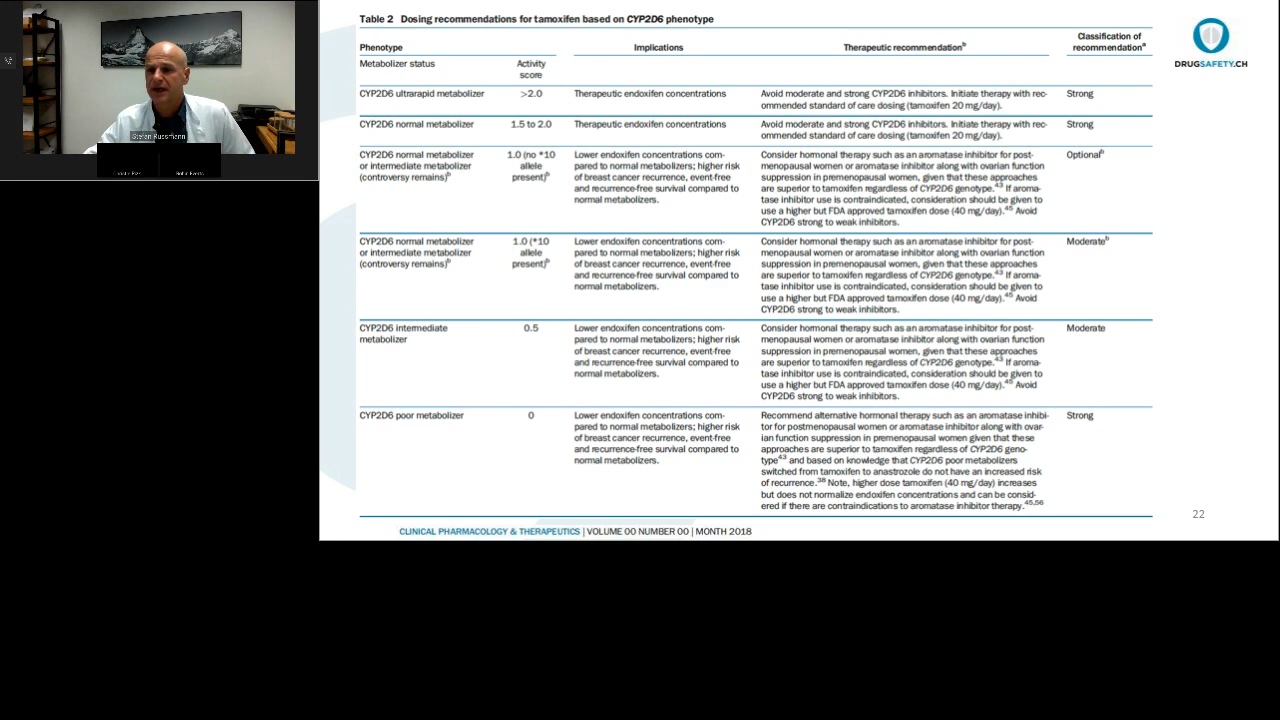 Table 2 Dosing recommendations for tamoxifen based on CYP2D6 phenotype
Phenotype
Implications
Therapeutic recommendationb
Classification of
recommendationa
Metabolizer status
Activity
score
CYP2D6 ultrarapid metabolizer
>2.0
Therapeutic endoxifen concentrations
Avoid moderate and strong CYP2D6 inhibitors. Initiate therapy with rec-
ommended standard of care dosing (tamoxifen 20 mg/day).
Strong
CYP2D6 normal metabolizer
1.5 to 2.0
Therapeutic endoxifen concentrations
Avoid moderate and strong CYP2D6 inhibitors. Initiate therapy with rec-
ommended standard of care dosing (tamoxifen 20 mg/day).
Strong
CYP2D6 normal metabolizer
or intermediate metabolizer
(controversy remains)b
1.0 (no *10
allele
present)b
Lower endoxifen concentrations com-
pared to normal metabolizers; higher risk
of breast cancer recurrence, event-free
and recurrence-free survival compared to
normal metabolizers.
Consider hormonal therapy such as an aromatase inhibitor for post-
menopausal women or aromatase inhibitor along with ovarian function
suppression in premenopausal women, given that these approaches
are superior to tamoxifen regardless of CYP2D6 genotype.43 If aroma-
tase inhibitor use is contraindicated, consideration should be given to
use a higher but FDA approved tamoxifen dose (40 mg/day).45 Avoid
CYP2D6 strong to weak inhibitors.
Optionalb
CYP2D6 normal metabolizer
or intermediate metabolizer
(controversy remains)b
1.0 (*10
allele
present)b
Lower endoxifen concentrations com-
pared to normal metabolizers; higher risk
of breast cancer recurrence, event-free
and recurrence-free survival compared to
normal metabolizers.
Consider hormonal therapy such as an aromatase inhibitor for post-
menopausal women or aromatase inhibitor along with ovarian function
suppression in premenopausal women, given that these approaches
are superior to tamoxifen regardless of CYP2D6 genotype.43 If aroma-
tase inhibitor use is contraindicated, consideration should be given to
use a higher but FDA approved tamoxifen dose (40 mg/day).45 Avoid
CYP2D6 strong to weak inhibitors.
Moderateb
CYP2D6 intermediate
metabolizer
0.5
Lower endoxifen concentrations com-
pared to normal metabolizers; higher risk
of breast cancer recurrence, event-free
and recurrence-free survival compared to
normal metabolizers.
Consider hormonal therapy such as an aromatase inhibitor for post-
menopausal women or aromatase inhibitor along with ovarian function
suppression in premenopausal women, given that these approaches
are superior to tamoxifen regardless of CYP2D6 genotype.43 If aroma-
tase inhibitor use is contraindicated, consideration should be given to
use a higher but FDA approved tamoxifen dose (40 mg/day).45 Avoid
CYP2D6 strong to weak inhibitors.
Moderate
CYP2D6 poor metabolizer
0
Lower endoxifen concentrations com-
pared to normal metabolizers; higher risk
of breast cancer recurrence, event-free
and recurrence-free survival compared to
normal metabolizers.
Recommend alternative hormonal therapy such as an aromatase inhibi-
tor for postmenopausal women or aromatase inhibitor along with ovar-
ian function suppression in premenopausal women given that these
approaches are superior to tamoxifen regardless of CYP2D6 geno-
type43 and based on knowledge that CYP2D6 poor metabolizers
switched from tamoxifen to anastrozole do not have an increased risk
of recurrence.38 Note, higher dose tamoxifen (40 mg/day) increases
but does not normalize endoxifen concentrations and can be consid-
ered if there are contraindications to aromatase inhibitor therapy.45,56
Strong
CLINICAL PHARMACOLOGY & THERAPEUTICS | VOLUME 00 NUMBER 00 | MONTH 2018
22
DRUGSAFETY.CH
Stefan Russmann